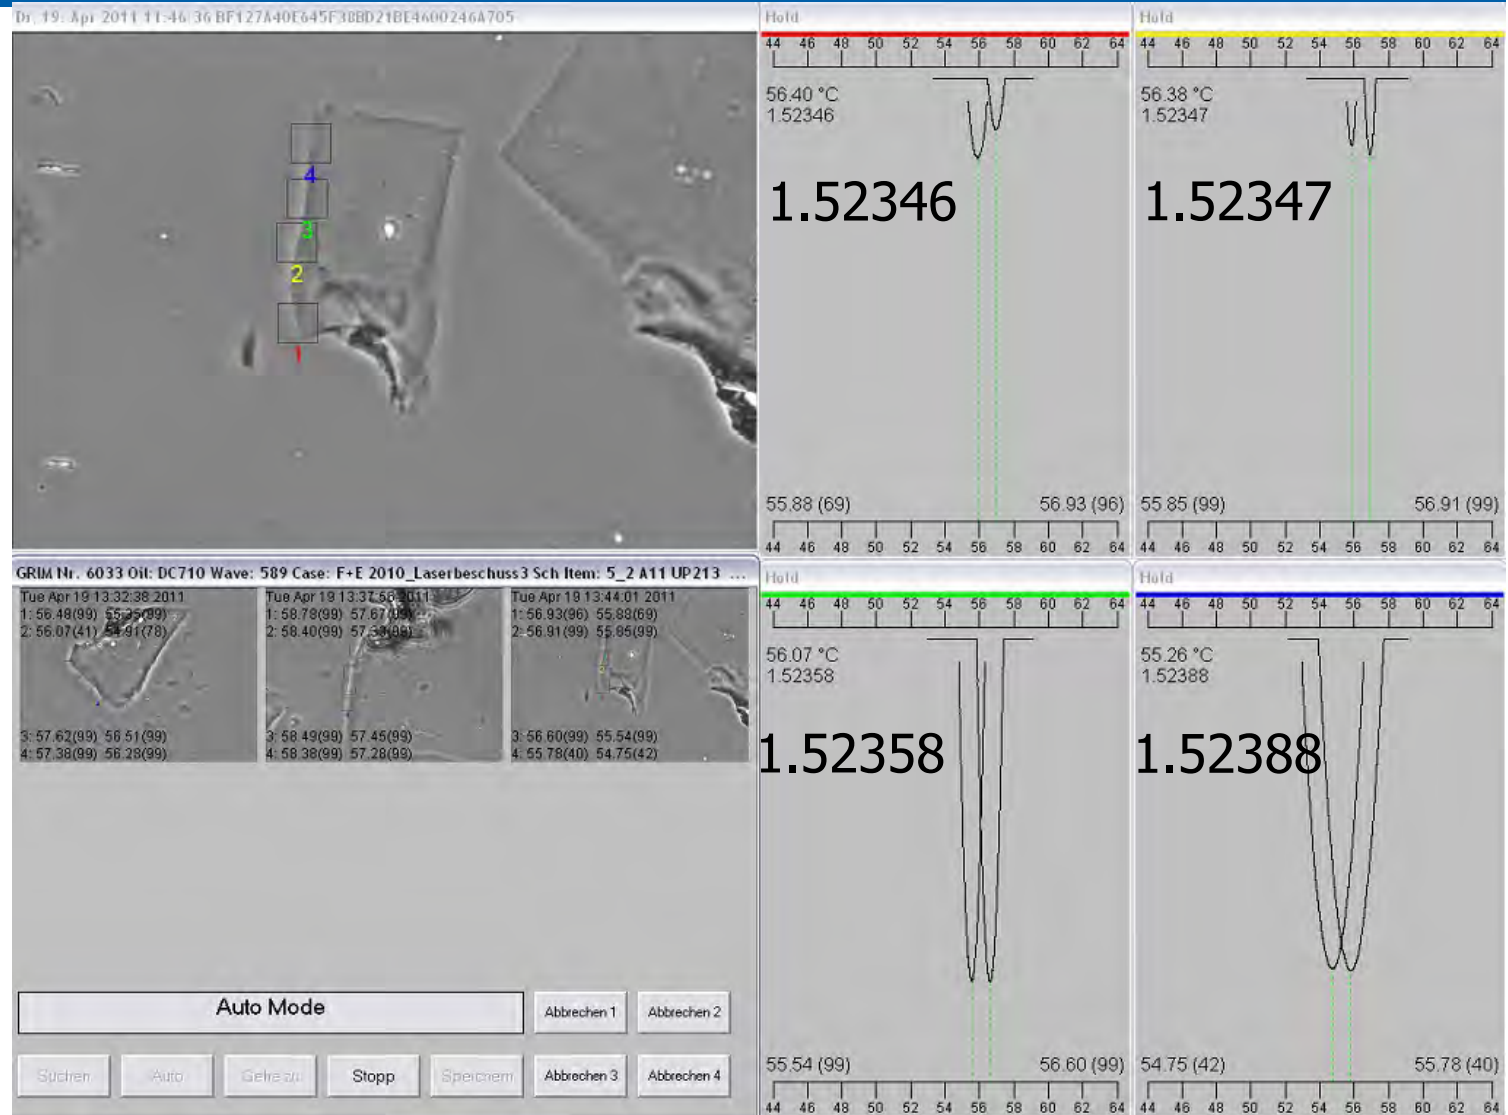 Di, 19. Apr 2011 11:46:36 BF127A40E645F38BD21BE4600246A705
4
3
2
1
Hold
44 46 48 50 52 54 56 58 60 62 64
56.40 °C
1.52346
1.52346
55.88 (69) 56.93 (96)
44 46 48 50 52 54 56 58 60 62 64
Hold
44 46 48 50 52 54 56 58 60 62 64
56.38 °C
1.52347
1.52347
55.85 (99) 56.91 (99)
44 46 48 50 52 54 56 58 60 62 64
GRIM Nr. 6033 Oil: DC710 Wave: 589 Case: F+E 2010_Laserbeschuss3 Sch Item: 5_2 A11 UP213 ...
Tue Apr 19 13:32:38 2011
1: 56.48(99) 55.35(99)
2: 56.07(41) 54.91(78)
3: 57.62(99) 56.51(99)
4: 57.38(99) 56.28(99)
Tue Apr 19 13:37:56 2011
1: 58.78(99) 57.67(99)
2: 58.40(99) 57.33(99)
3: 58.49(99) 57.45(99)
4: 58.38(99) 57.28(99)
Tue Apr 19 13:44:01 2011
1: 56.93(96) 55.88(69)
2: 56.91(99) 55.85(99)
3: 56.60(99) 55.54(99)
4: 55.78(40) 54.75(42)
Hold
44 46 48 50 52 54 56 58 60 62 64
56.07 °C
1.52358
1.52358
55.54 (99) 56.60 (99)
44 46 48 50 52 54 56 58 60 62 64
Hold
44 46 48 50 52 54 56 58 60 62 64
55.26 °C
1.52388
1.52388
54.75 (42) 55.78 (40)
44 46 48 50 52 54 56 58 60 62 64
Auto Mode
Abbrechen 1
Abbrechen 2
Suchen
Auto
Gehe zu
Stopp
Speichern
Abbrechen 3
Abbrechen 4